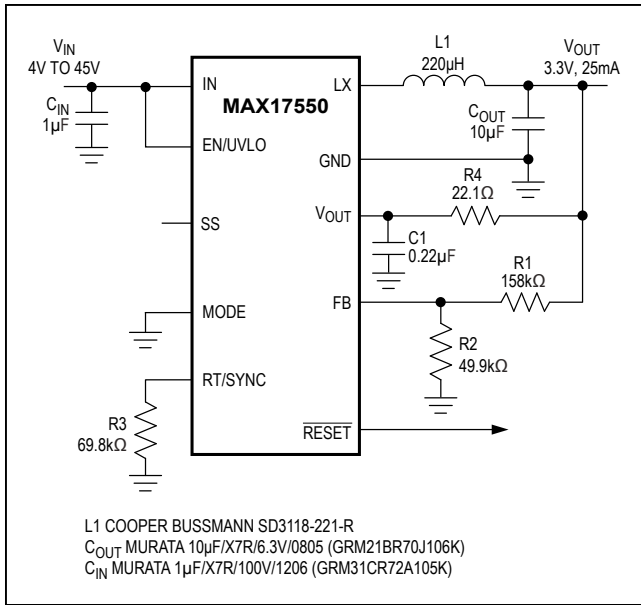 L1
220µH
VIN
4V TO 45V
VOUT
3.3V, 25mA
IN
LX
MAX17550
CIN
1µF
COUT
10µF
EN/UVLO
GND
R4
22.1Ω
SS
VOUT
C1
0.22µF
R1
158kΩ
MODE
FB
R2
49.9kΩ
RT/SYNC
R3
69.8kΩ
RESET
L1 COOPER BUSSMANN SD3118-221-R
COUT MURATA 10µF/X7R/6.3V/0805 (GRM21BR70J106K)
CIN MURATA 1µF/X7R/100V/1206 (GRM31CR72A105K)